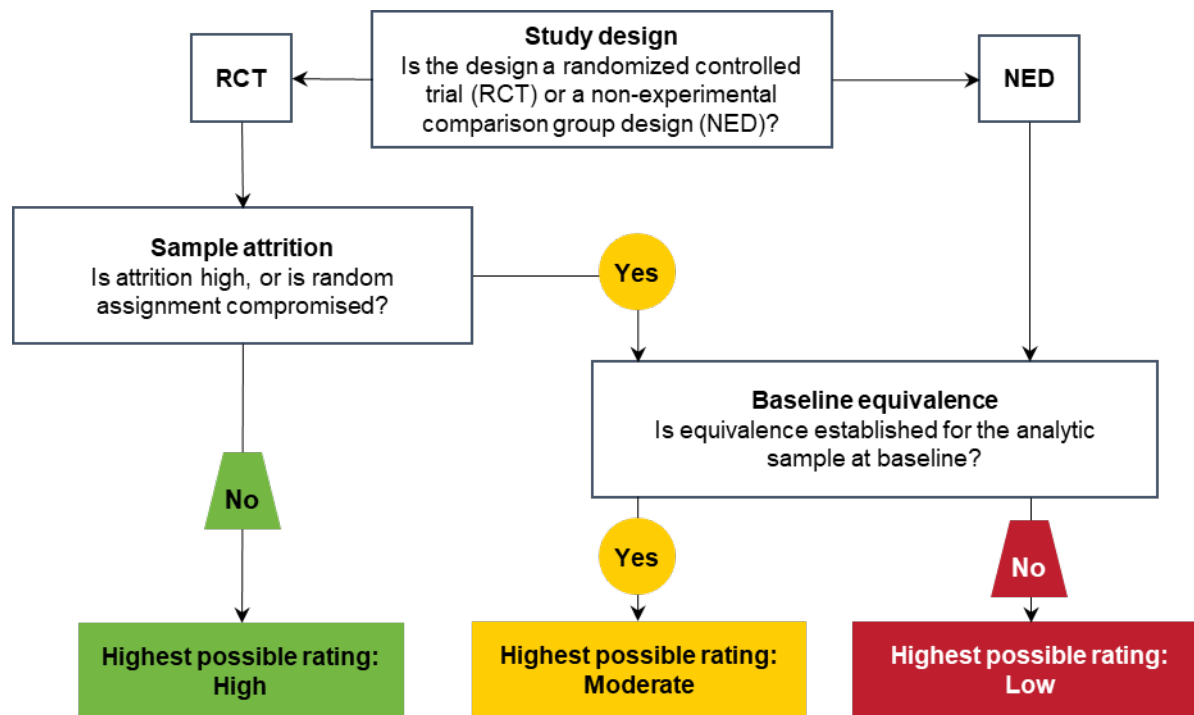 Study design
Is the design a randomized controlled
trial (RCT) or a non-experimental
comparison group design (NED)?
RCT
NED
Sample attrition
Is attrition high, or is random
assignment compromised?
Yes
Baseline equivalence
Is equivalence established for the analytic
sample at baseline?
No
Yes
No
Highest possible rating:
High
Highest possible rating:
Moderate
Highest possible rating:
Low